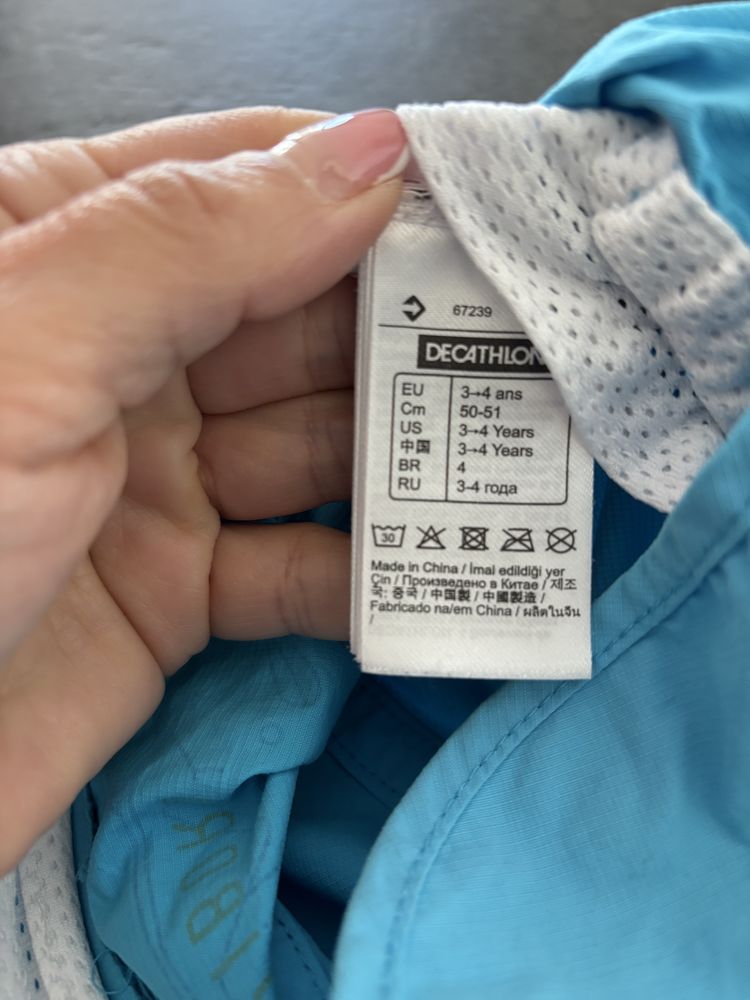 67239
DECATHLON
EU 3→4 ans
Cm 50-51
US 3→4 Years
中国 3→4 Years
BR 4
RU 3-4 года
30
Made in China / İmal edildiği yer
Çin / Произведено в Китае / 제조
국: 중국 / 中国製 / 中國製造 /
Fabricado na/em China / ผลิตในจีน
/